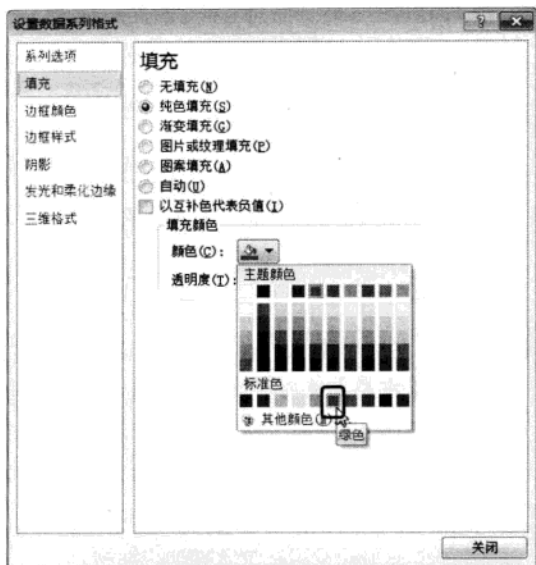 设置数据系列格式
系列选项
填充
边框颜色
边框样式
阴影
发光和柔化边缘
三维格式
填充
无填充(N)
纯色填充(S)
渐变填充(G)
图片或纹理填充(P)
图案填充(A)
自动(U)
以互补色代表负值(I)
填充颜色
颜色(C):
透明度(T):
主题颜色
标准色
其他颜色
绿色
关闭